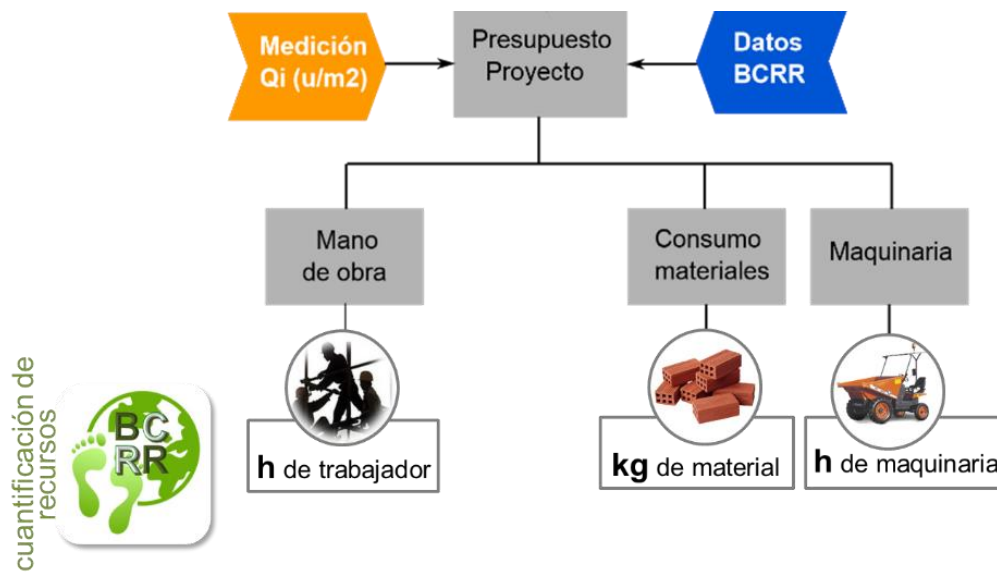 Medición
Qi (u/m2)
Presupuesto
Proyecto
Datos
BCRR
Mano
de obra
Consumo
materiales
Maquinaria
h de trabajador
kg de material
h de maquinaria
cuantificación de
recursos
BC
RR